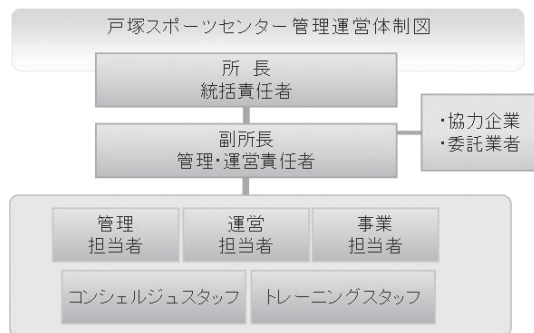 戸塚スポーツセンター管理運営体制図
所 長
統括責任者
副所長
管理・運営責任者
・協力企業
・委託業者
管理
担当者
運営
担当者
事業
担当者
コンシェルジュスタッフ
トレーニングスタッフ